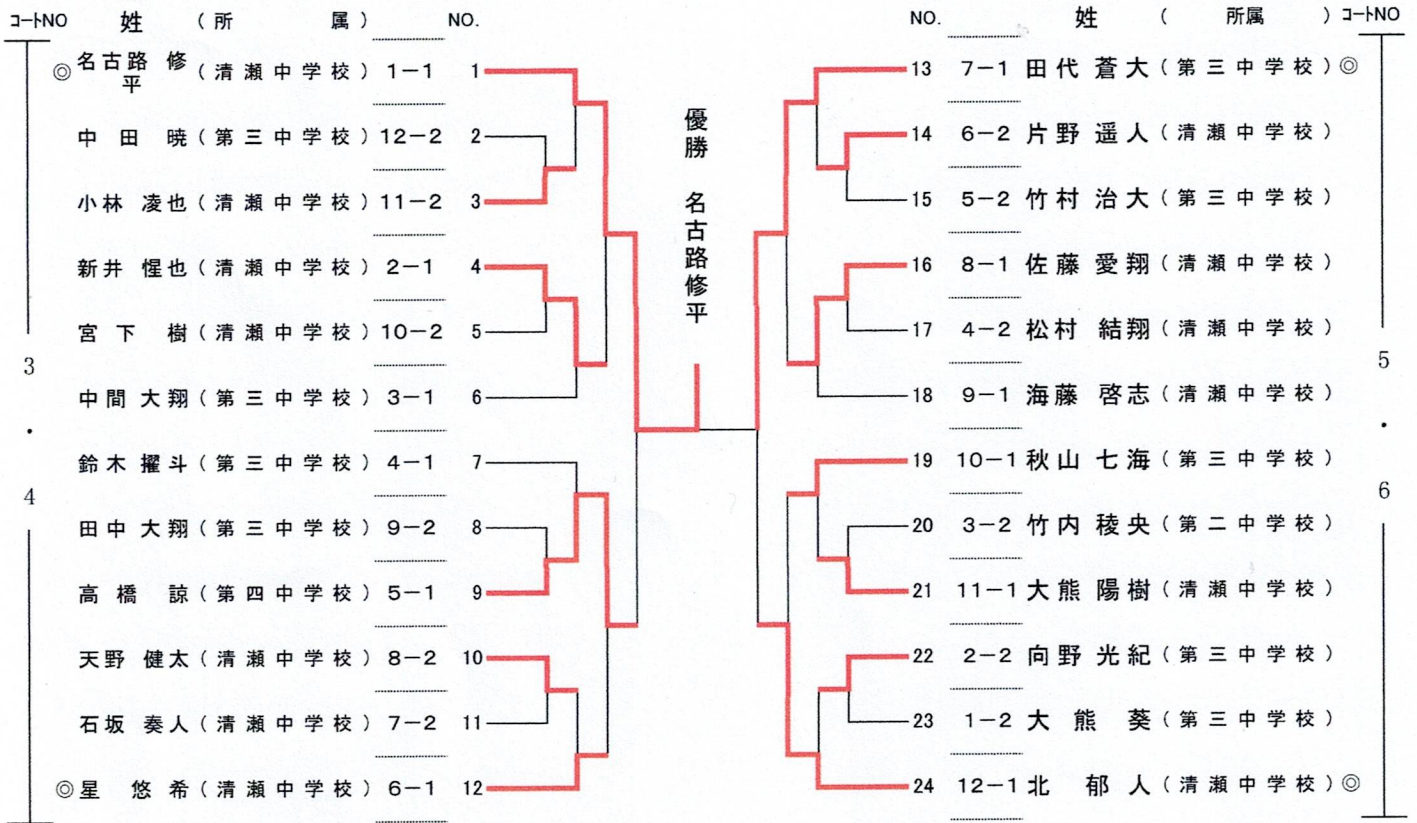 コートNO 姓 （ 所 属 ） NO. NO. 姓 （ 所属 ） コートNO
◎ 名古路 修平 （ 清 瀬 中 学 校 ） 1－1 1 13 7－1 田 代 蒼 大 （ 第 三 中 学 校 ） ◎
中 田 暁 （ 第 三 中 学 校 ） 12－2 2 14 6－2 片 野 遥 人 （ 清 瀬 中 学 校 ）
小林 凌也 （ 清 瀬 中 学 校 ） 11－2 3 15 5－2 竹 村 治 大 （ 第 三 中 学 校 ）
新井 惺也 （ 清 瀬 中 学 校 ） 2－1 4 16 8－1 佐 藤 愛 翔 （ 清 瀬 中 学 校 ）
宮 下 樹 （ 清 瀬 中 学 校 ） 10－2 5 17 4－2 松 村 結 翔 （ 清 瀬 中 学 校 ）
中間 大翔 （ 第 三 中 学 校 ） 3－1 6 18 9－1 海 藤 啓 志 （ 清 瀬 中 学 校 ）
鈴木 擢斗 （ 第 三 中 学 校 ） 4－1 7 19 10－1 秋 山 七 海 （ 第 三 中 学 校 ）
田中 大翔 （ 第 三 中 学 校 ） 9－2 8 20 3－2 竹 内 稜 央 （ 第 二 中 学 校 ）
高 橋 諒 （ 第 四 中 学 校 ） 5－1 9 21 11－1 大 熊 陽 樹 （ 清 瀬 中 学 校 ）
天野 健太 （ 清 瀬 中 学 校 ） 8－2 10 22 2－2 向 野 光 紀 （ 第 三 中 学 校 ）
石坂 奏人 （ 清 瀬 中 学 校 ） 7－2 11 23 1－2 大 熊 葵 （ 第 三 中 学 校 ）
◎ 星 悠 希 （ 清 瀬 中 学 校 ） 6－1 12 24 12－1 北 郁 人 （ 清 瀬 中 学 校 ） ◎
3 ・ 4
優勝 名古路修平
5 ・ 6